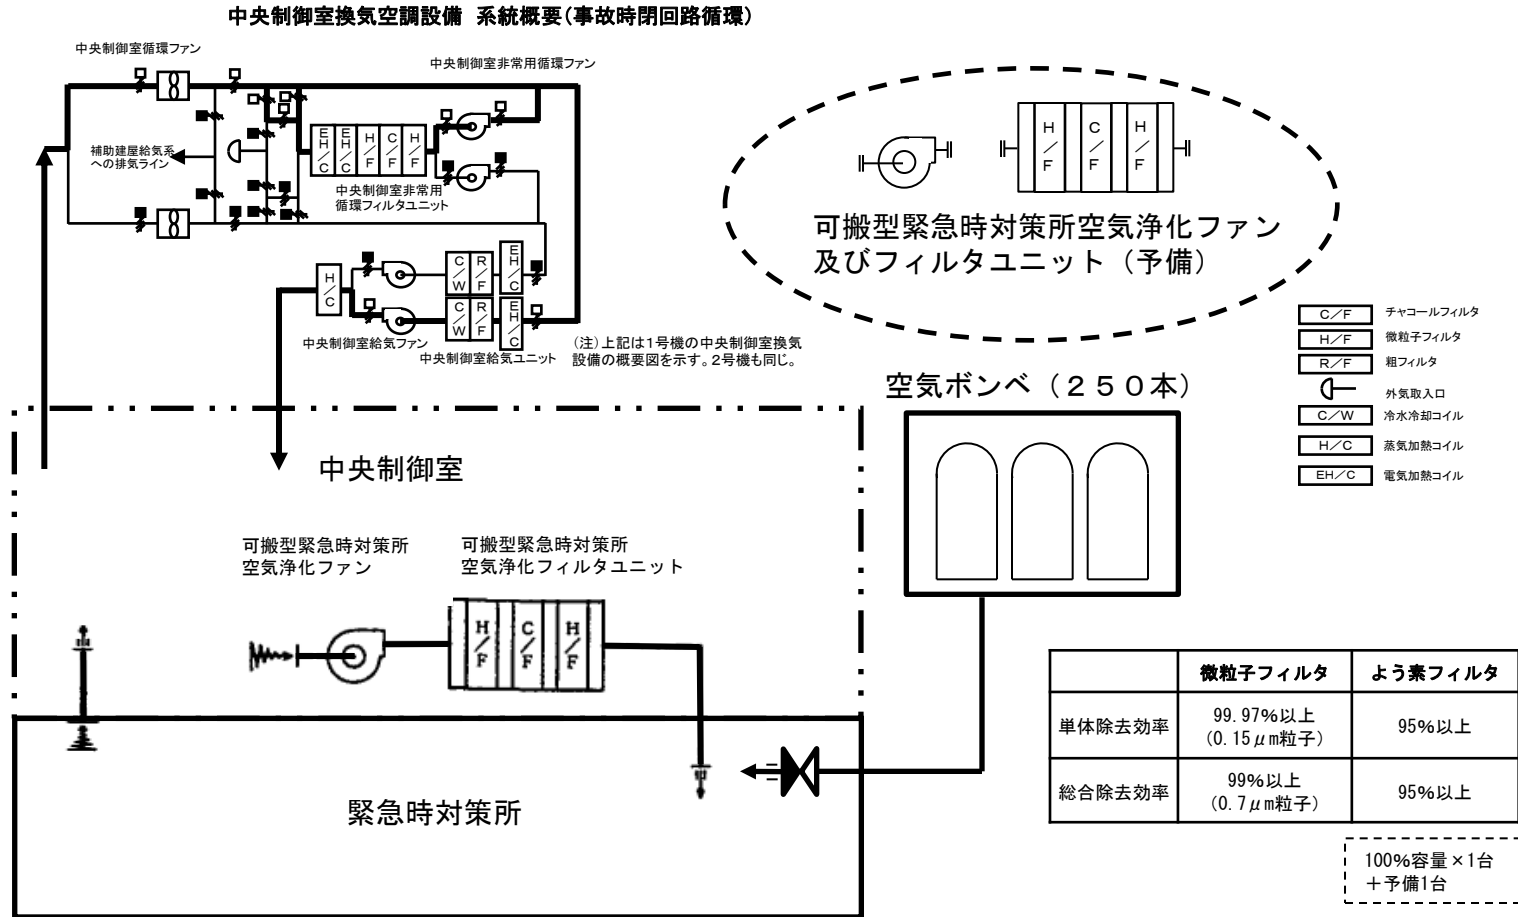 中央制御室換気空調設備 系統概要(事故時閉回路循環)
中央制御室循環ファン
中央制御室非常用循環ファン
補助建屋給気系
への排気ライン
EH/C
EH/C
H/F
C/F
H/F
中央制御室非常用
循環フィルタユニット
H/C
C/W
R/F
EH/C
C/W
R/F
EH/C
中央制御室給気ファン
中央制御室給気ユニット
(注)上記は1号機の中央制御室換気
設備の概要図を示す。2号機も同じ。
H/F
C/F
H/F
可搬型緊急時対策所空気浄化ファン
及びフィルタユニット(予備)
C/F
チャコールフィルタ
H/F
微粒子フィルタ
R/F
粗フィルタ
外気取入口
C/W
冷水冷却コイル
H/C
蒸気加熱コイル
EH/C
電気加熱コイル
空気ボンベ(250本)
中央制御室
可搬型緊急時対策所
空気浄化ファン
可搬型緊急時対策所
空気浄化フィルタユニット
H/F
C/F
H/F
緊急時対策所
微粒子フィルタ
よう素フィルタ
単体除去効率
99.97%以上
(0.15μm粒子)
95%以上
総合除去効率
99%以上
(0.7μm粒子)
95%以上
100%容量×1台
+予備1台